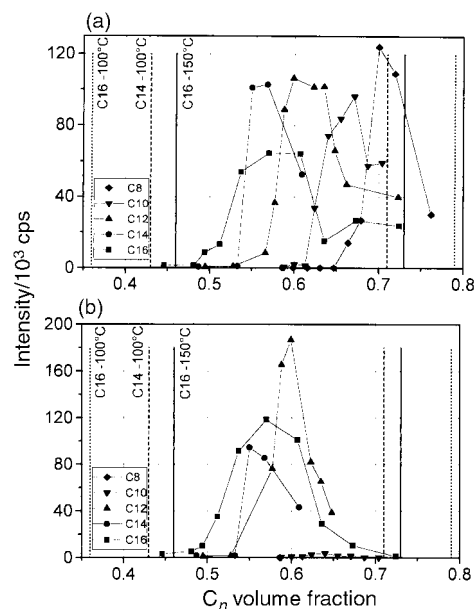 (a)
120
80
40
0
C16 -100°C
C14 -100°C
C16 -150°C
C8
C10
C12
C14
C16
0.4
0.5
0.6
0.7
0.8
Intensity/10³ cps
(b)
200
160
120
80
40
0
C16 -100°C
C14 -100°C
C16 -150°C
C8
C10
C12
C14
C16
0.4
0.5
0.6
0.7
0.8
Cₙ volume fraction